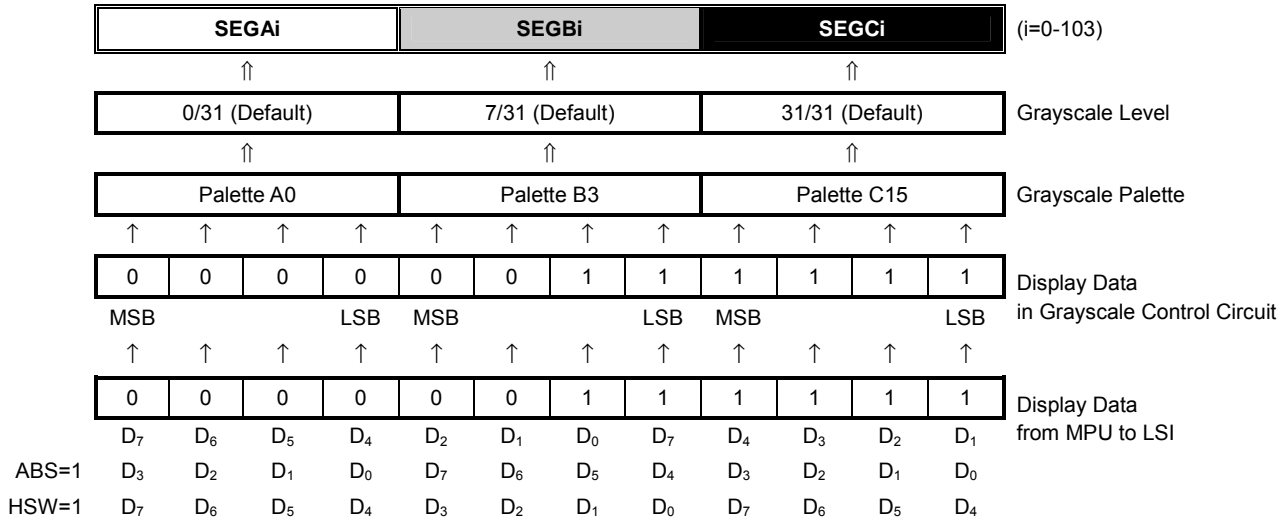 SEGAi SEGBi SEGCi (i=0-103)
⇑ ⇑ ⇑
0/31 (Default) 7/31 (Default) 31/31 (Default) Grayscale Level
⇑ ⇑ ⇑
Palette A0 Palette B3 Palette C15 Grayscale Palette
↑ ↑ ↑ ↑ ↑ ↑ ↑ ↑ ↑ ↑ ↑ ↑
0 0 0 0 0 0 1 1 1 1 1 1 Display Data
MSB LSB MSB LSB MSB LSB in Grayscale Control Circuit
↑ ↑ ↑ ↑ ↑ ↑ ↑ ↑ ↑ ↑ ↑ ↑
0 0 0 0 0 0 1 1 1 1 1 1 Display Data
D₇ D₆ D₅ D₄ D₂ D₁ D₀ D₇ D₄ D₃ D₂ D₁ from MPU to LSI
ABS=1 D₃ D₂ D₁ D₀ D₇ D₆ D₅ D₄ D₃ D₂ D₁ D₀
HSW=1 D₇ D₆ D₅ D₄ D₃ D₂ D₁ D₀ D₇ D₆ D₅ D₄